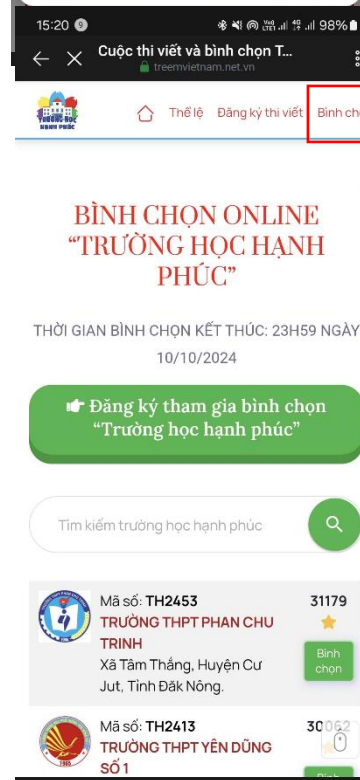 15:20 9 98%
Cuộc thi viết và bình chọn T...
treemvietnam.net.vn
Thể lệ Đăng ký thi viết Bình ch
BÌNH CHỌN ONLINE
“TRƯỜNG HỌC HẠNH
PHÚC”
THỜI GIAN BÌNH CHỌN KẾT THÚC: 23H59 NGÀY
10/10/2024
Đăng ký tham gia bình chọn
“Trường học hạnh phúc”
Tìm kiếm trường học hạnh phúc
Mã số: TH2453 31179
TRƯỜNG THPT PHAN CHU
TRINH
Bình
chọn
Xã Tâm Thắng, Huyện Cư
Jut, Tỉnh Đăk Nông.
Mã số: TH2413 30062
TRƯỜNG THPT YÊN DŨNG
SỐ 1